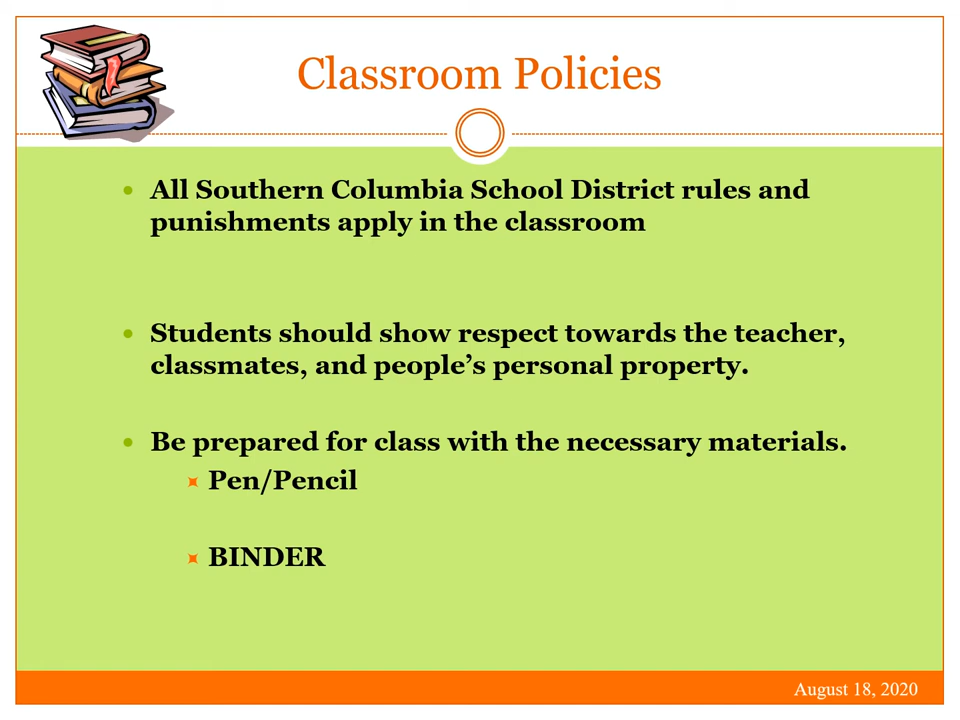 Classroom Policies
All Southern Columbia School District rules and
punishments apply in the classroom
Students should show respect towards the teacher,
classmates, and people’s personal property.
Be prepared for class with the necessary materials.
Pen/Pencil
BINDER
August 18, 2020